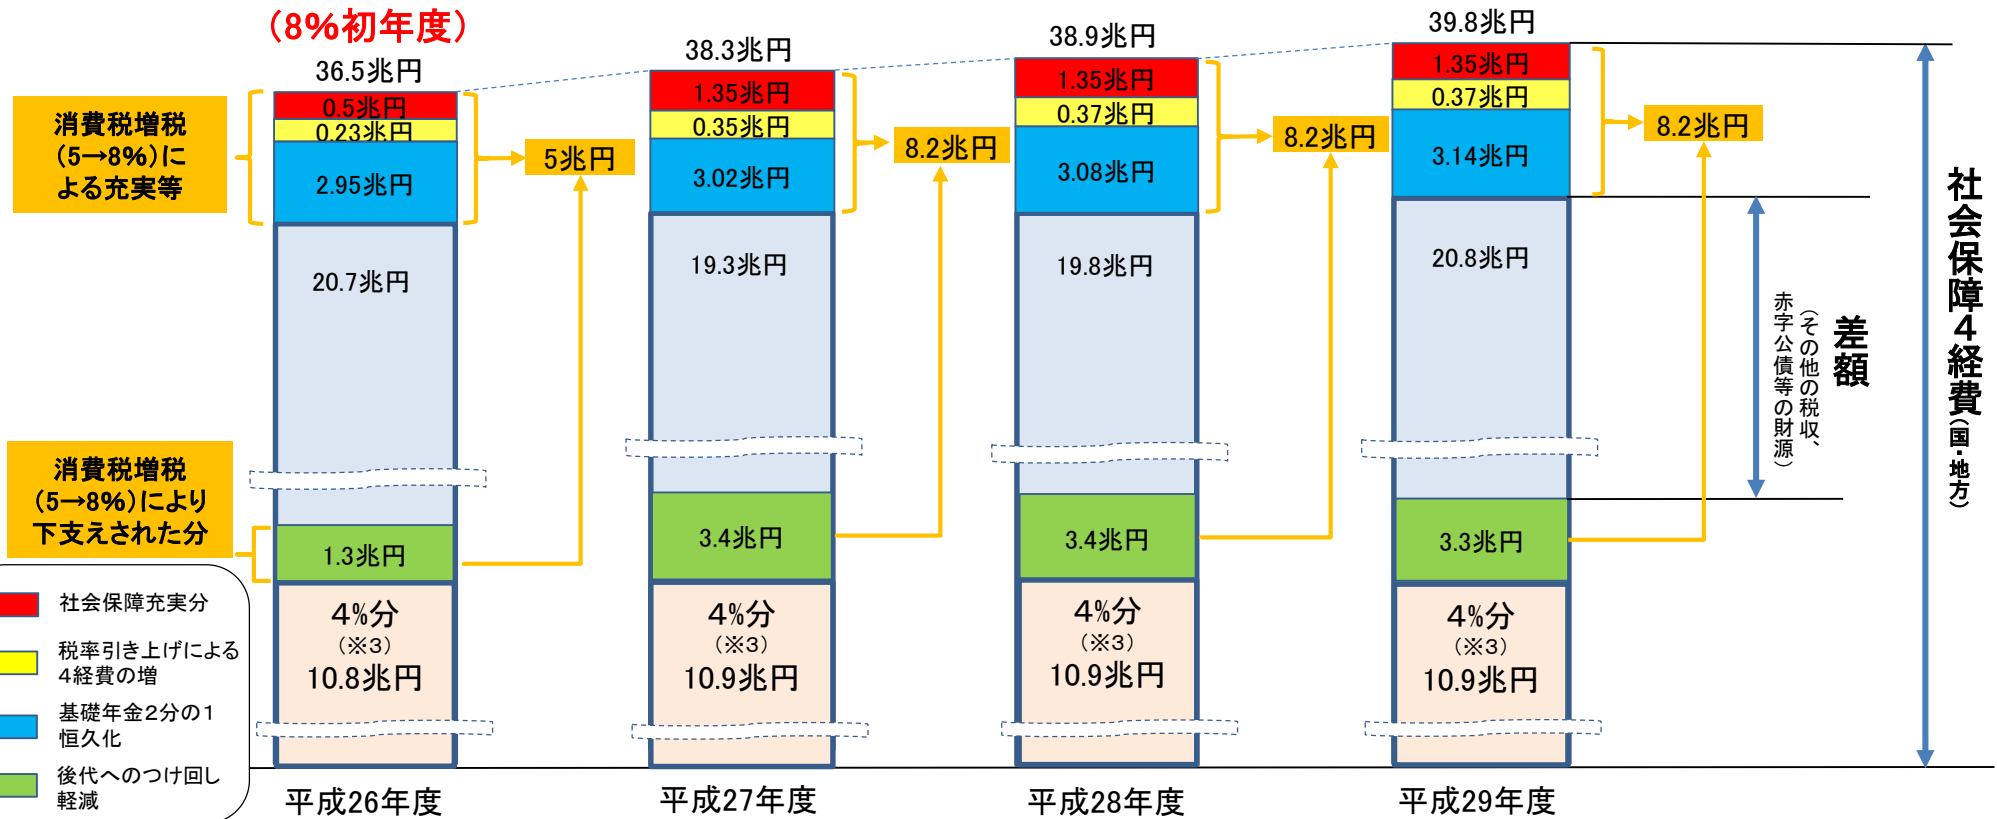 (8%初年度)
36.5兆円
38.3兆円
38.9兆円
39.8兆円
消費税増税
(5→8%)に
よる充実等
0.5兆円
0.23兆円
2.95兆円
5兆円
20.7兆円
1.35兆円
0.35兆円
3.02兆円
8.2兆円
19.3兆円
1.35兆円
0.37兆円
3.08兆円
8.2兆円
19.8兆円
1.35兆円
0.37兆円
3.14兆円
8.2兆円
20.8兆円
差額
(その他の税収、
赤字公債等の財源)
社会保障4経費(国・地方)
消費税増税
(5→8%)により
下支えされた分
1.3兆円
3.4兆円
3.4兆円
3.3兆円
4%分
(※3)
10.8兆円
4%分
(※3)
10.9兆円
4%分
(※3)
10.9兆円
4%分
(※3)
10.9兆円
社会保障充実分
税率引き上げによる
4経費の増
基礎年金2分の1
恒久化
後代へのつけ回し
軽減
平成26年度
平成27年度
平成28年度
平成29年度